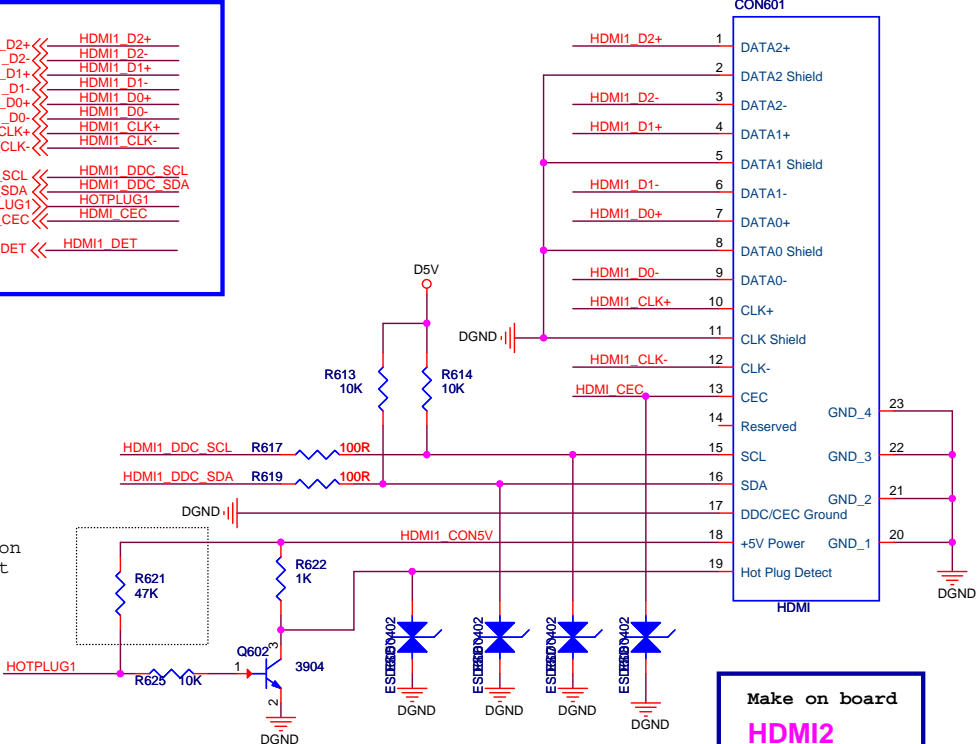 CON601
_D2+ HDMI1_D2+
_D2- HDMI1_D2-
_D1+ HDMI1_D1+
_D1- HDMI1_D1-
_D0+ HDMI1_D0+
_D0- HDMI1_D0-
CLK+ HDMI1_CLK+
CLK- HDMI1_CLK-
SCL HDMI1_DDC_SCL
SDA HDMI1_DDC_SDA
LUG1 HOTPLUG1
CEC HDMI_CEC
DET HDMI1_DET
HDMI1_D2+ 1 DATA2+
2 DATA2 Shield
HDMI1_D2- 3 DATA2-
HDMI1_D1+ 4 DATA1+
5 DATA1 Shield
HDMI1_D1- 6 DATA1-
HDMI1_D0+ 7 DATA0+
8 DATA0 Shield
HDMI1_D0- 9 DATA0-
HDMI1_CLK+ 10 CLK+
DGND 11 CLK Shield
HDMI1_CLK- 12 CLK-
HDMI_CEC 13 CEC
14 Reserved
15 SCL
16 SDA
17 DDC/CEC Ground
HDMI1_CON5V 18 +5V Power
19 Hot Plug Detect
GND_4 23
GND_3 22
GND_2 21
GND_1 20
DGND
HDMI
D5V
R613 10K
R614 10K
HDMI1_DDC_SCL R617 100R
HDMI1_DDC_SDA R619 100R
DGND
on
t
R621 47K
R622 1K
HOTPLUG1
R625 10K
Q602
1
3
2
3904
DGND
DGND
DGND
DGND
DGND
Make on board
HDMI2